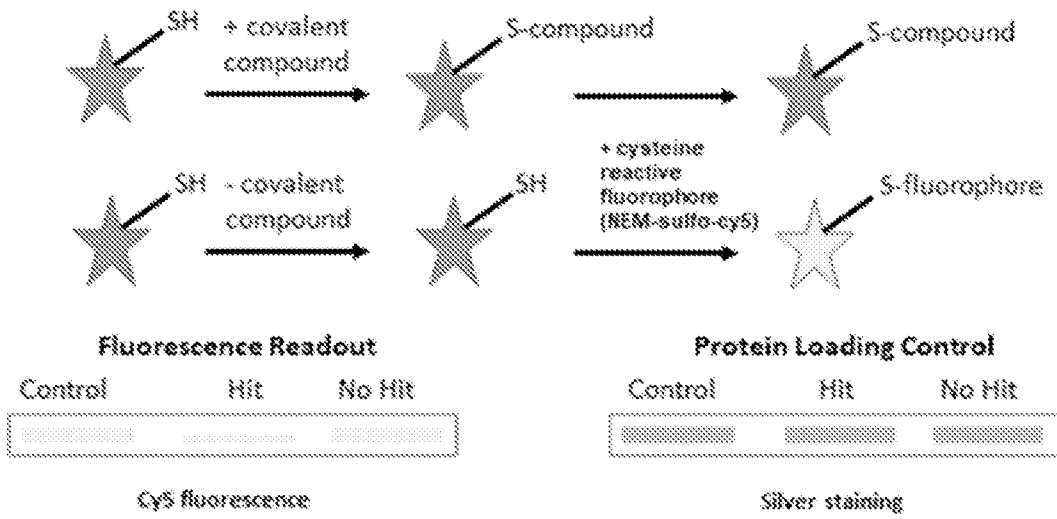 SH
+ covalent
compound
S-compound
S-compound
SH
- covalent
compound
SH
+ cysteine
reactive
fluorophore
(NEM-sulfo-cy5)
S-fluorophore
Fluorescence Readout
Control Hit No Hit
Cy5 fluorescence
Protein Loading Control
Control Hit No Hit
Silver staining